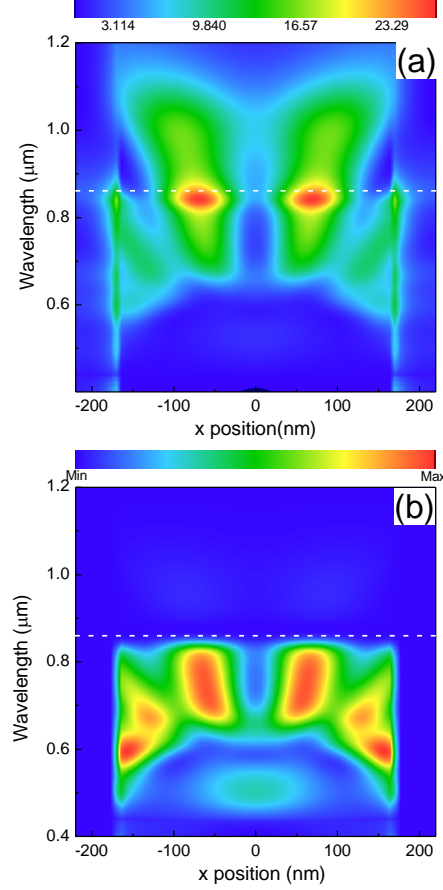 3.114 9.840 16.57 23.29
(a)
1.2
1.0
0.8
0.6
Wavelength (μm)
-200 -100 0 100 200
x position(nm)
Min Max
(b)
1.2
1.0
0.8
0.6
0.4
Wavelength (μm)
-200 -100 0 100 200
x position (nm)